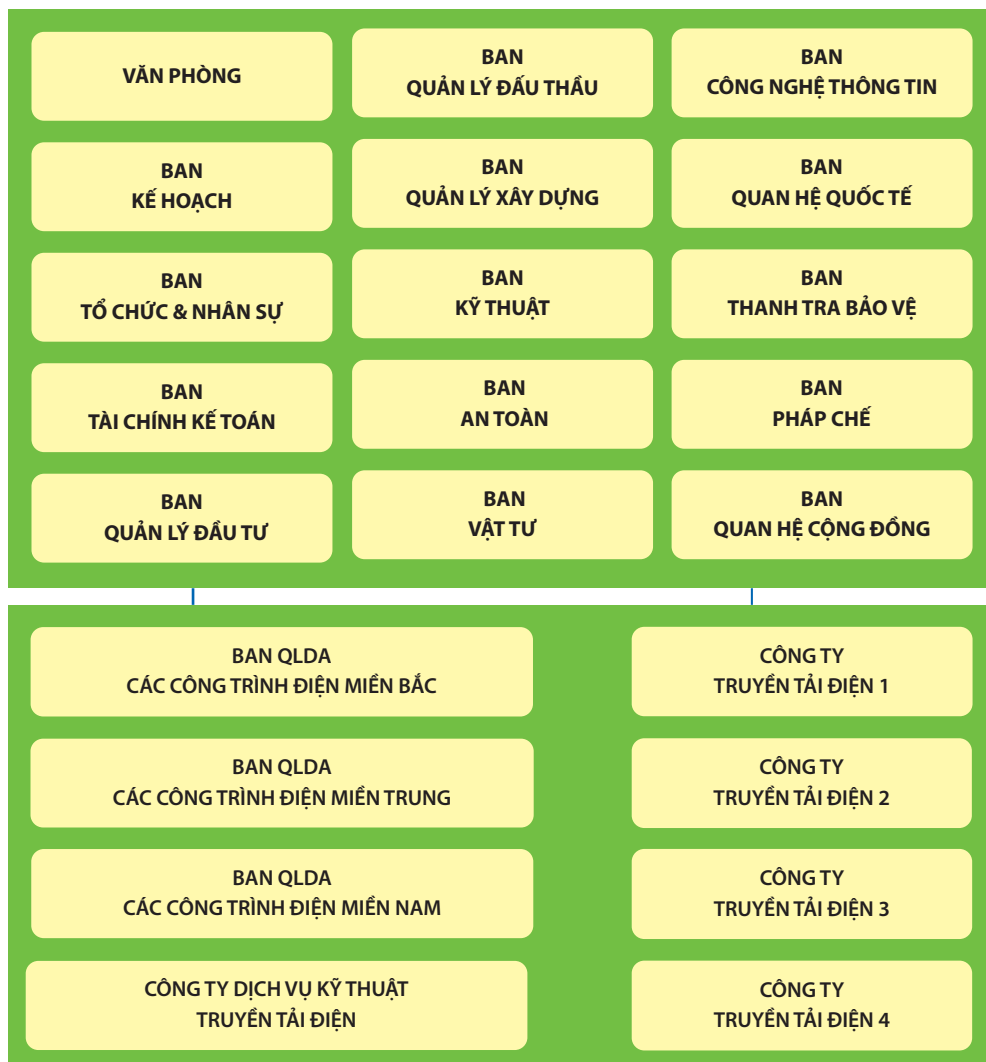 VĂN PHÒNG
BAN
QUẢN LÝ ĐẤU THẦU
BAN
CÔNG NGHỆ THÔNG TIN
BAN
KẾ HOẠCH
BAN
QUẢN LÝ XÂY DỰNG
BAN
QUAN HỆ QUỐC TẾ
BAN
TỔ CHỨC & NHÂN SỰ
BAN
KỸ THUẬT
BAN
THANH TRA BẢO VỆ
BAN
TÀI CHÍNH KẾ TOÁN
BAN
AN TOÀN
BAN
PHÁP CHẾ
BAN
QUẢN LÝ ĐẦU TƯ
BAN
VẬT TƯ
BAN
QUAN HỆ CỘNG ĐỒNG
BAN QLDA
CÁC CÔNG TRÌNH ĐIỆN MIỀN BẮC
CÔNG TY
TRUYỀN TẢI ĐIỆN 1
BAN QLDA
CÁC CÔNG TRÌNH ĐIỆN MIỀN TRUNG
CÔNG TY
TRUYỀN TẢI ĐIỆN 2
BAN QLDA
CÁC CÔNG TRÌNH ĐIỆN MIỀN NAM
CÔNG TY
TRUYỀN TẢI ĐIỆN 3
CÔNG TY DỊCH VỤ KỸ THUẬT
TRUYỀN TẢI ĐIỆN
CÔNG TY
TRUYỀN TẢI ĐIỆN 4